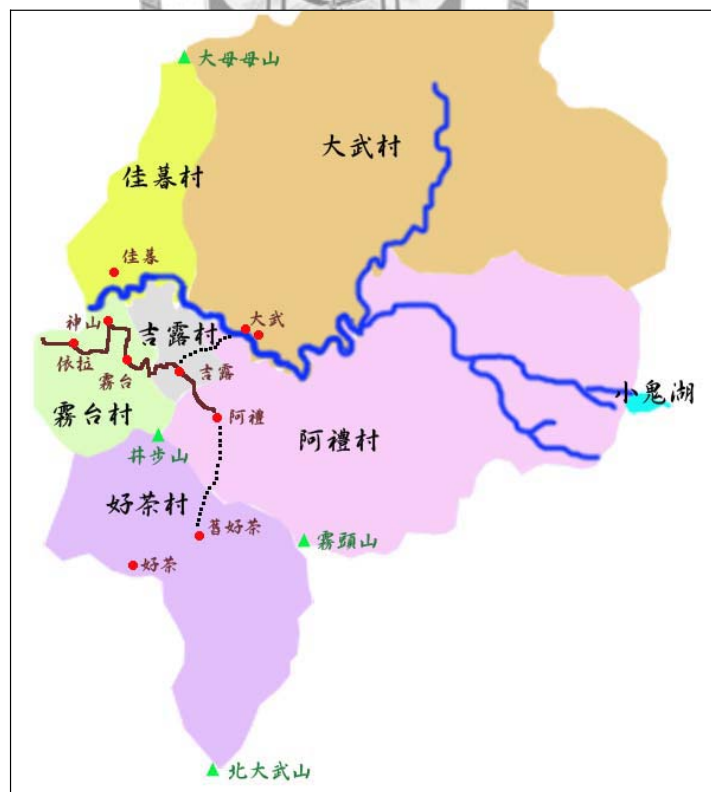 大母母山
大武村
佳暮村
佳暮
神山
吉露村
大武
依拉
霧台
吉露
小鬼湖
霧台村
阿禮
井步山
阿禮村
好茶村
舊好茶
霧頭山
好茶
北大武山